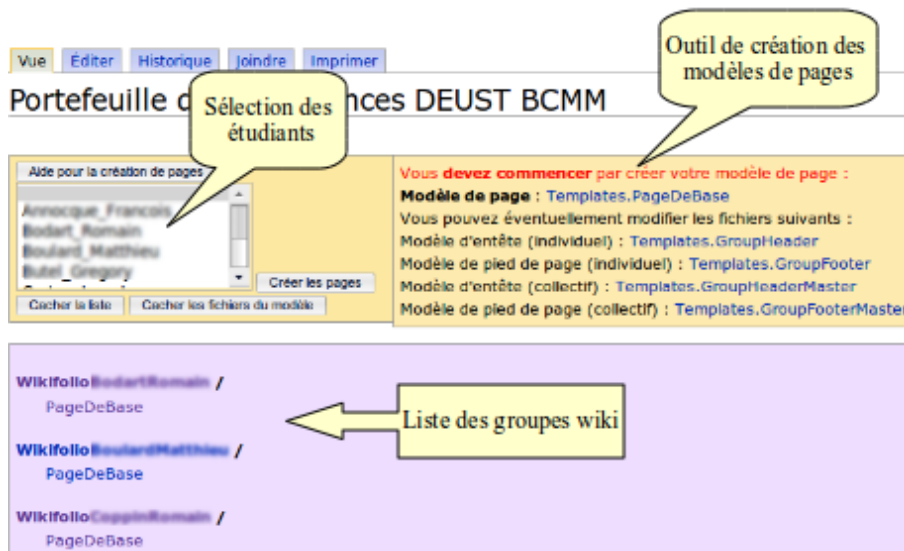 Outil de création des
modèles de pages
Vue Éditer Historique Joindre Imprimer
Portefeuille d nces DEUST BCMM
Sélection des
étudiants
Aide pour la création de pages
Vous devez commencer par créer votre modèle de page :
Modèle de page : Templates.PageDeBase
Vous pouvez éventuellement modifier les fichiers suivants :
Modèle d'entête (individuel) : Templates.GroupHeader
Modèle de pied de page (individuel) : Templates.GroupFooter
Modèle d'entête (collectif) : Templates.GroupHeaderMaster
Modèle de pied de page (collectif) : Templates.GroupFooterMaster
Créer les pages
Cacher la liste Cacher les fichiers du modèle
Wikifolio /
PageDeBase
Liste des groupes wiki
Wikifolio /
PageDeBase
Wikifolio /
PageDeBase